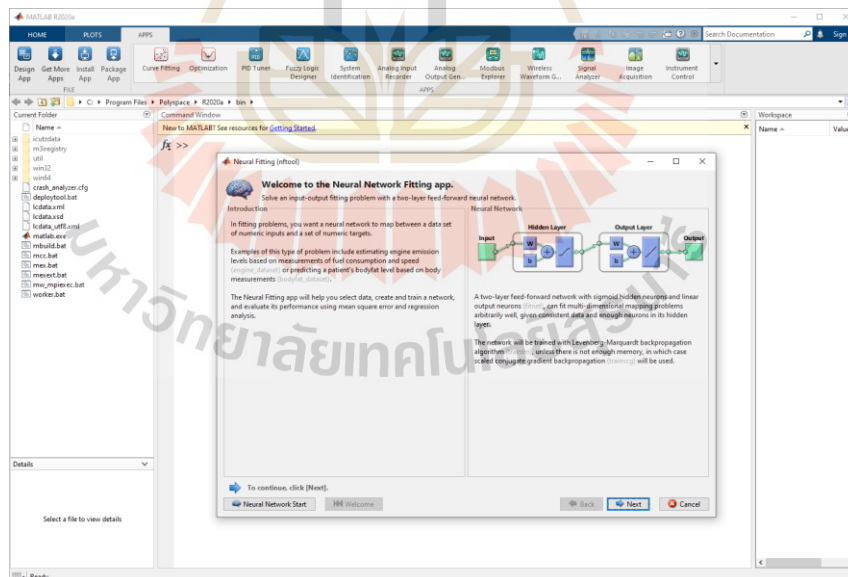 MATLAB R2020a
HOME PLOTS APPS
Search Documentation
Sign
Design App
Get More Apps
Install App
Package App
Curve Fitting
Optimization
PID Tuner
Fuzzy Logic Designer
System Identification
Analog Input Recorder
Analog Output Gen...
Modbus Explorer
Wireless Waveform G...
Signal Analyzer
Image Acquisition
Instrument Control
FILE
APPS
C: ▸ Program Files ▸ Polyspace ▸ R2020a ▸ bin ▸
Current Folder
Name
icutzdata
m3iregistry
util
win32
win64
crash_analyzer.cfg
deploytool.bat
lcdata.xml
lcdata.xsd
lcdata_utf8.xml
matlab.exe
mbuild.bat
mcc.bat
mex.bat
mexext.bat
mw_mpiexec.bat
worker.bat
Details
Select a file to view details
Command Window
New to MATLAB? See resources for Getting Started.
fx >>
Workspace
Name
Value
Neural Fitting (nftool)
Welcome to the Neural Network Fitting app.
Solve an input-output fitting problem with a two-layer feed-forward neural network.
Introduction
In fitting problems, you want a neural network to map between a data set
of numeric inputs and a set of numeric targets.
Examples of this type of problem include estimating engine emission
levels based on measurements of fuel consumption and speed
(engine_dataset) or predicting a patient's bodyfat level based on body
measurements (bodyfat_dataset).
The Neural Fitting app will help you select data, create and train a network,
and evaluate its performance using mean square error and regression
analysis.
Neural Network
Hidden Layer
Output Layer
Input
Output
W
b
W
b
A two-layer feed-forward network with sigmoid hidden neurons and linear
output neurons (fitnet), can fit multi-dimensional mapping problems
arbitrarily well, given consistent data and enough neurons in its hidden
layer.
The network will be trained with Levenberg-Marquardt backpropagation
algorithm (trainlm), unless there is not enough memory, in which case
scaled conjugate gradient backpropagation (trainscg) will be used.
To continue, click [Next].
Neural Network Start
Welcome
Back
Next
Cancel
Ready
มหาวิทยาลัยเทคโนโลยีสุรนารี